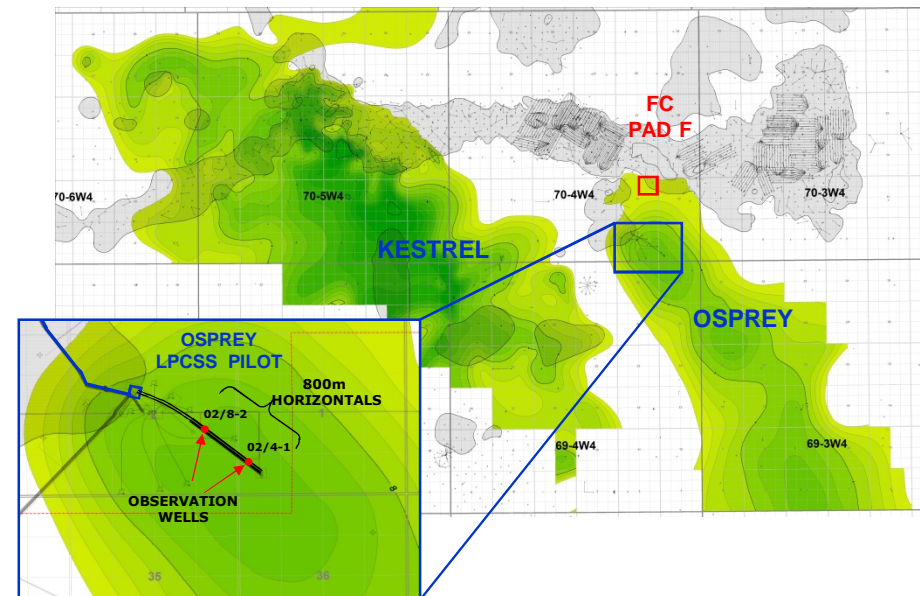 FC
PAD F
70-6W4
70-5W4
70-4W4
70-3W4
KESTREL
OSPREY
OSPREY
LPCSS PILOT
800m
HORIZONTALS
02/8-2
1
02/4-1
OBSERVATION
WELLS
69-4W4
69-3W4
35
36